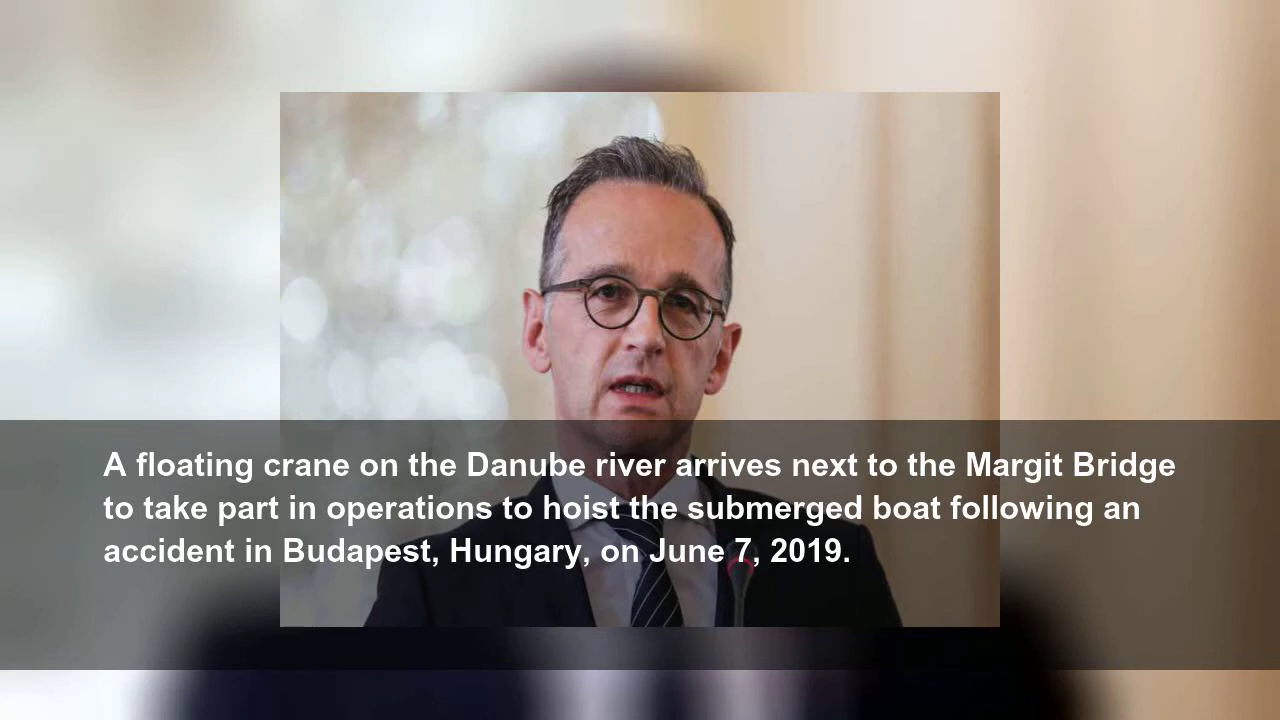 A floating crane on the Danube river arrives next to the Margit Bridge
to take part in operations to hoist the submerged boat following an
accident in Budapest, Hungary, on June 7, 2019.